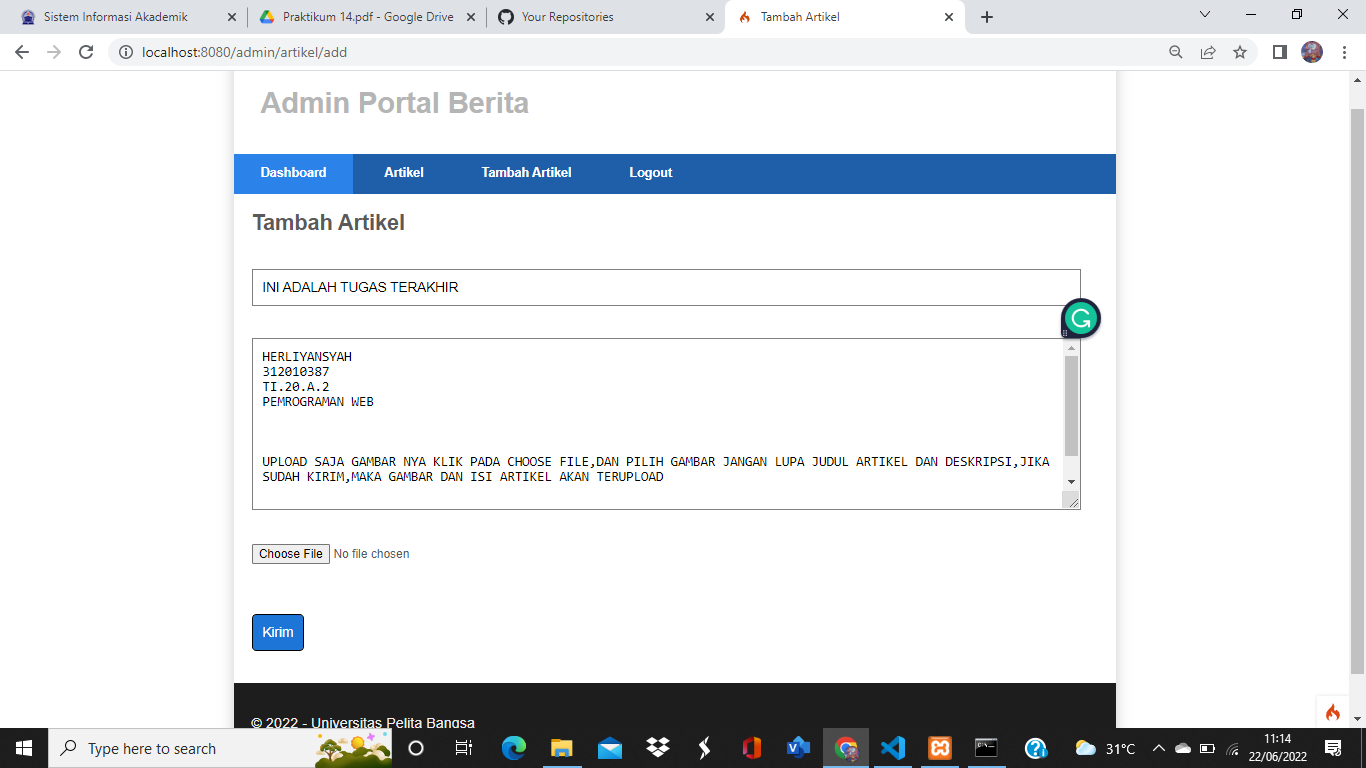 Sistem Informasi Akademik
Praktikum 14.pdf - Google Drive
Your Repositories
Tambah Artikel
localhost:8080/admin/artikel/add
Admin Portal Berita
Dashboard
Artikel
Tambah Artikel
Logout
Tambah Artikel
INI ADALAH TUGAS TERAKHIR
HERLIYANSYAH
312010387
TI.20.A.2
PEMROGRAMAN WEB
UPLOAD SAJA GAMBAR NYA KLIK PADA CHOOSE FILE,DAN PILIH GAMBAR JANGAN LUPA JUDUL ARTIKEL DAN DESKRIPSI,JIKA
SUDAH KIRIM,MAKA GAMBAR DAN ISI ARTIKEL AKAN TERUPLOAD
Choose File No file chosen
Kirim
© 2022 - Universitas Pelita Bangsa
Type here to search
31°C
11:14
22/06/2022